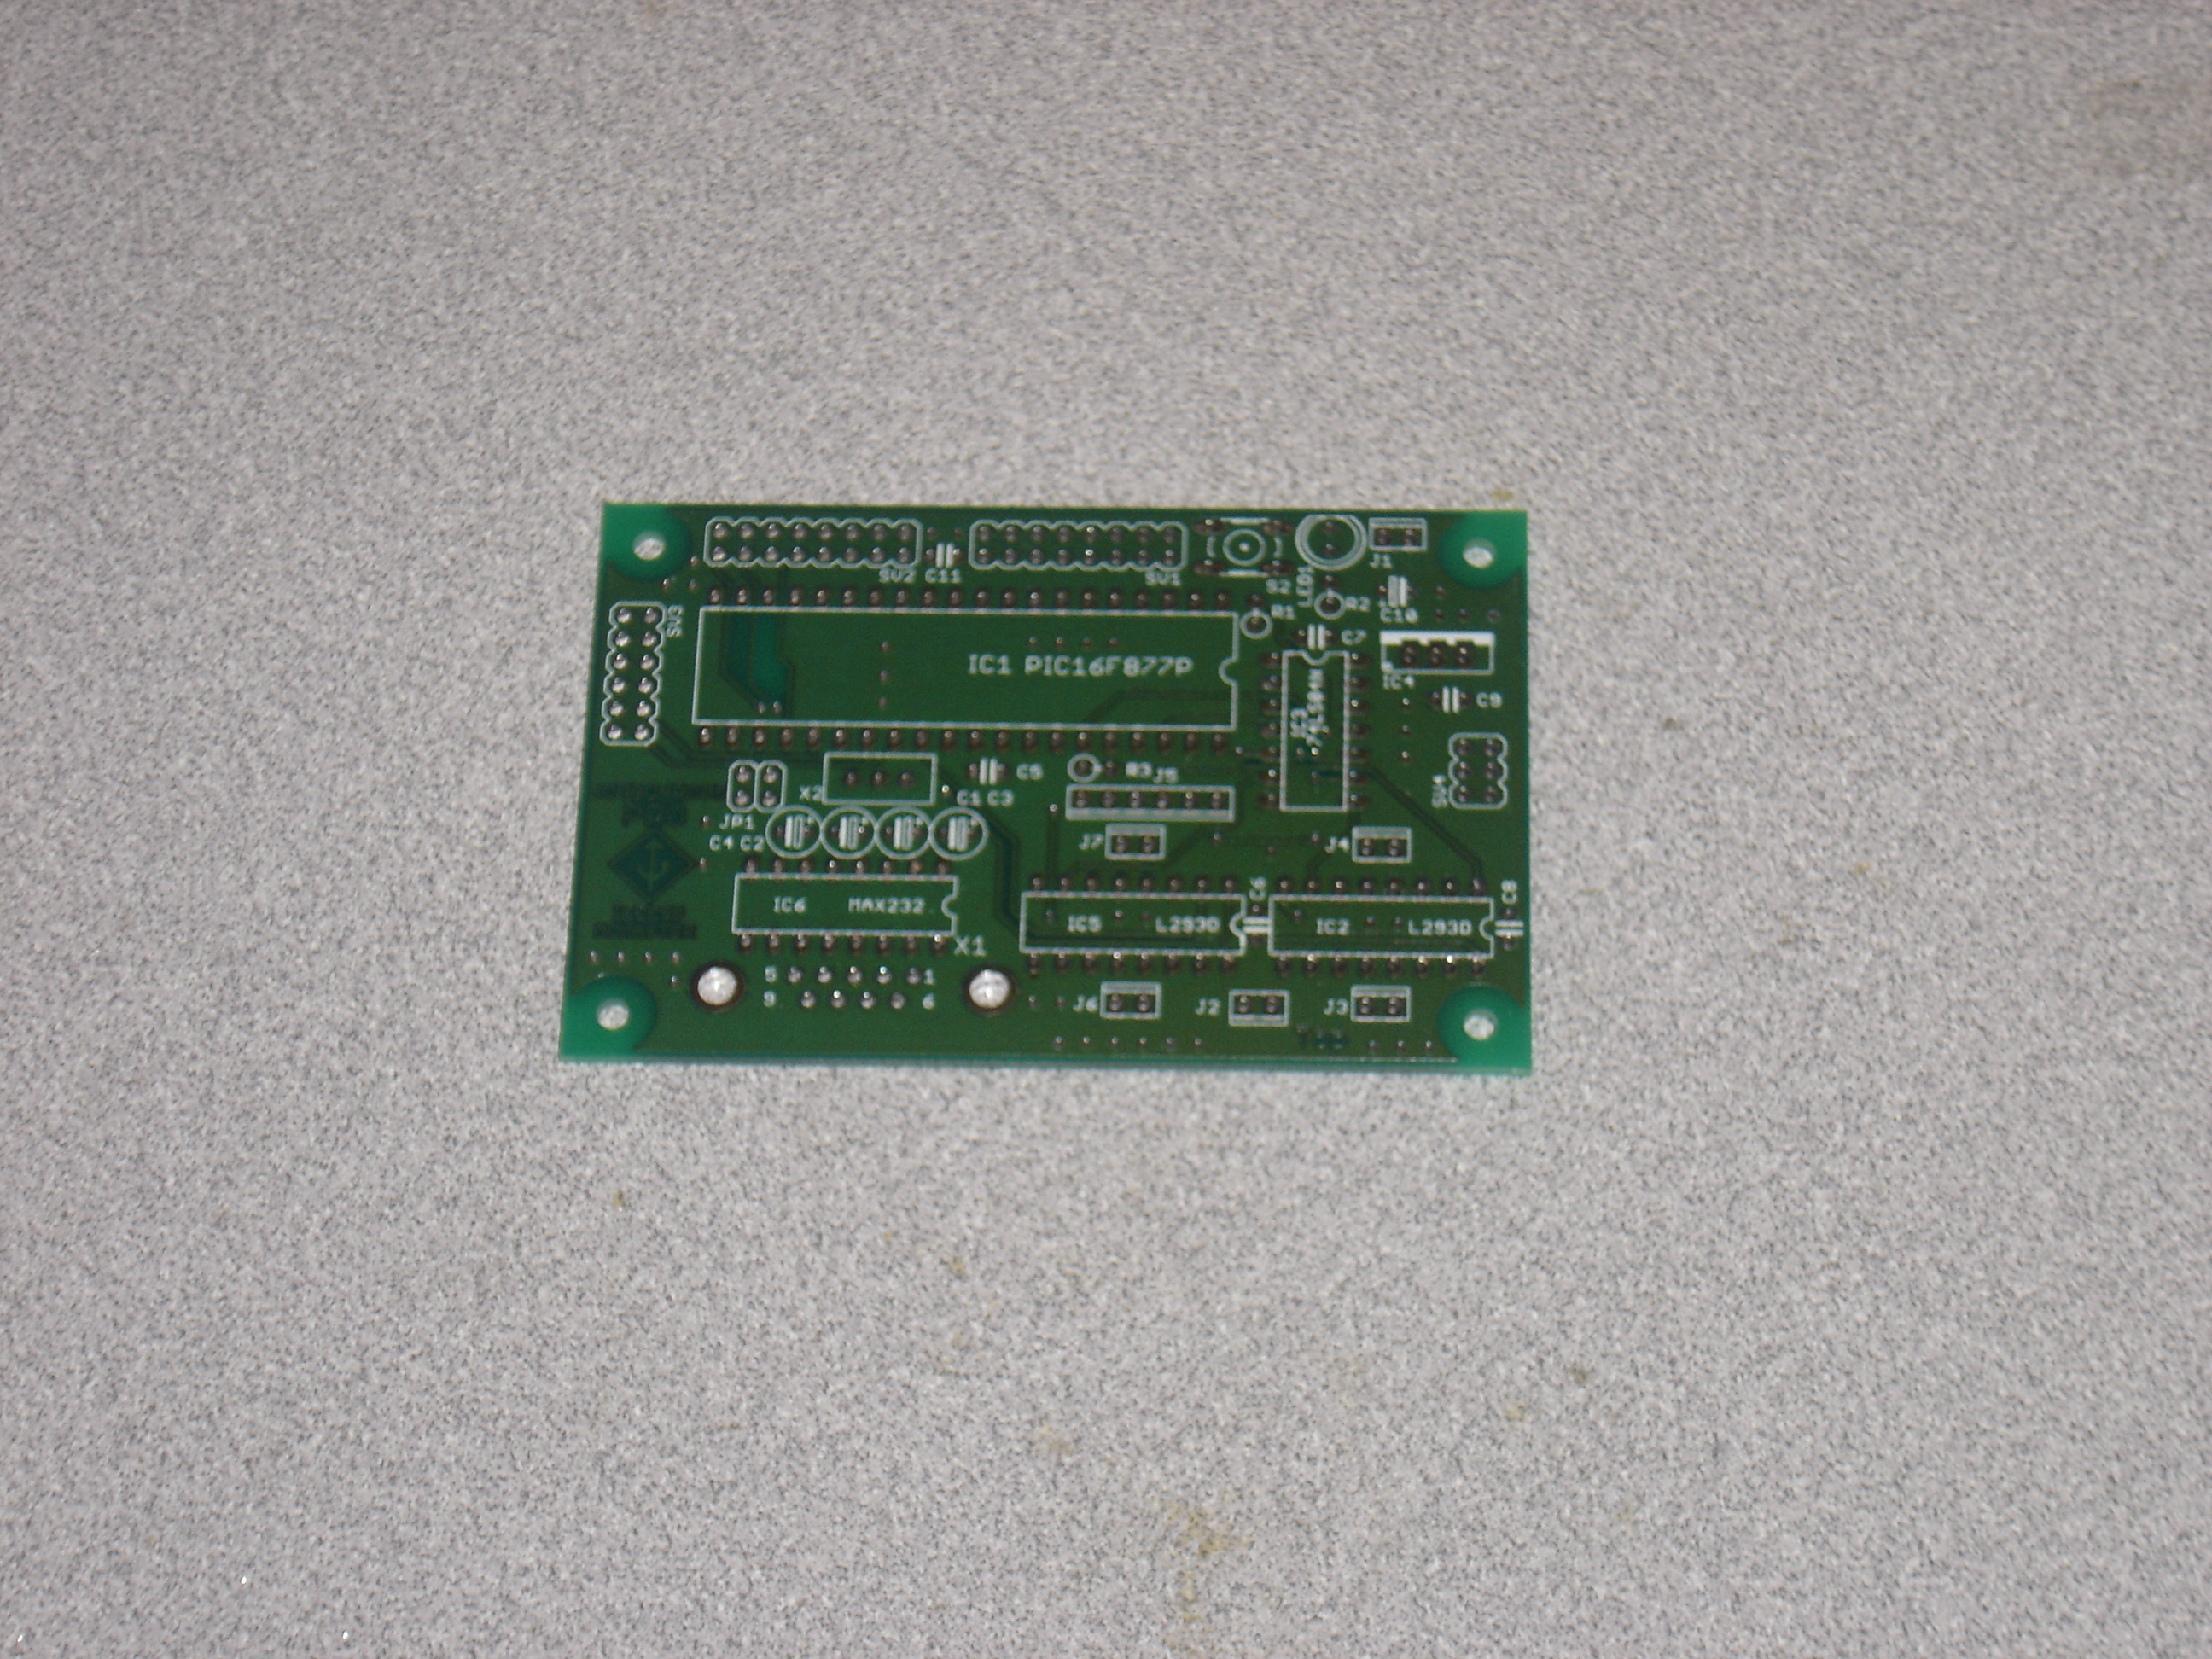 SV2 C11 SV1
S2 LED1 J1
SV3
R1 R2 C10
C7
IC1 PIC16F877P
IC4
IC3 74LS04N
C9
R3 J5
C5
X2 C1 C3
SV4
JP1
C4 C2
J7 J4
IC6 MAX232
C6 C8
IC5 L293D
IC2 L293D
X1
5 1
9 6
J6 J2 J3